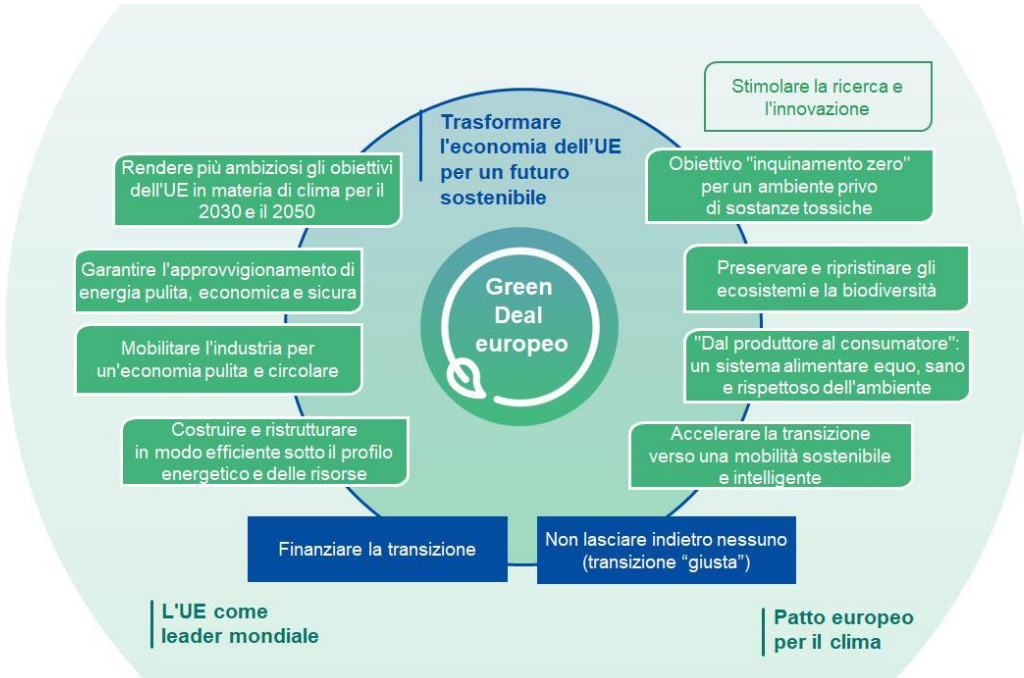 Stimolare la ricerca e
l'innovazione
Trasformare
l'economia dell'UE
per un futuro
sostenibile
Rendere più ambiziosi gli obiettivi
dell'UE in materia di clima per il
2030 e il 2050
Obiettivo "inquinamento zero"
per un ambiente privo
di sostanze tossiche
Garantire l'approvvigionamento di
energia pulita, economica e sicura
Preservare e ripristinare gli
ecosistemi e la biodiversità
Green
Deal
europeo
Mobilitare l'industria per
un'economia pulita e circolare
"Dal produttore al consumatore":
un sistema alimentare equo, sano
e rispettoso dell'ambiente
Costruire e ristrutturare
in modo efficiente sotto il profilo
energetico e delle risorse
Accelerare la transizione
verso una mobilità sostenibile
e intelligente
Finanziare la transizione
Non lasciare indietro nessuno
(transizione “giusta”)
L'UE come
leader mondiale
Patto europeo
per il clima